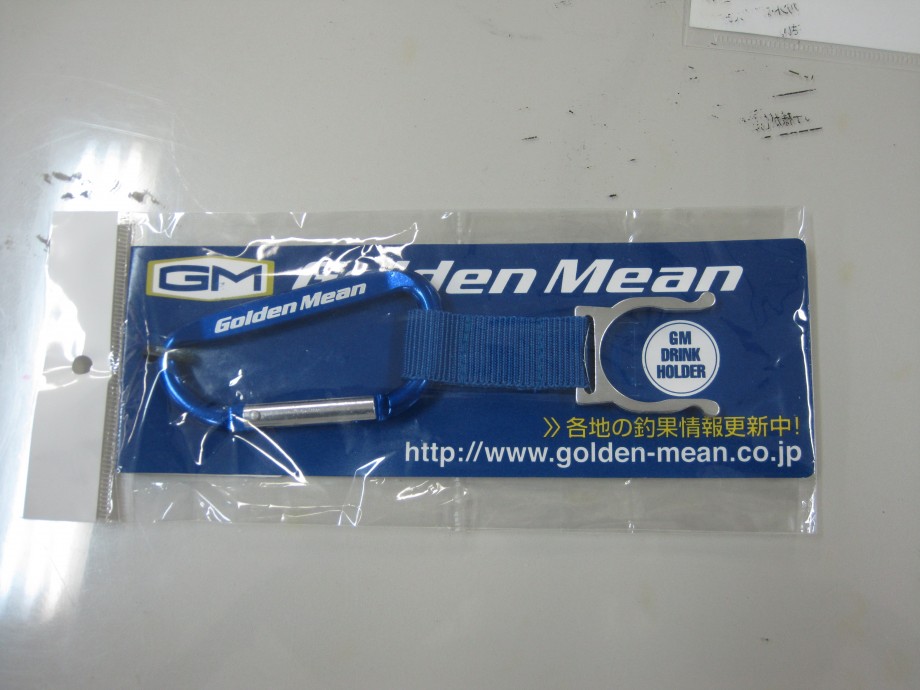 GM Golden Mean
Golden Mean
GM
DRINK
HOLDER
≫各地の釣果情報更新中!
http://www.golden-mean.co.jp